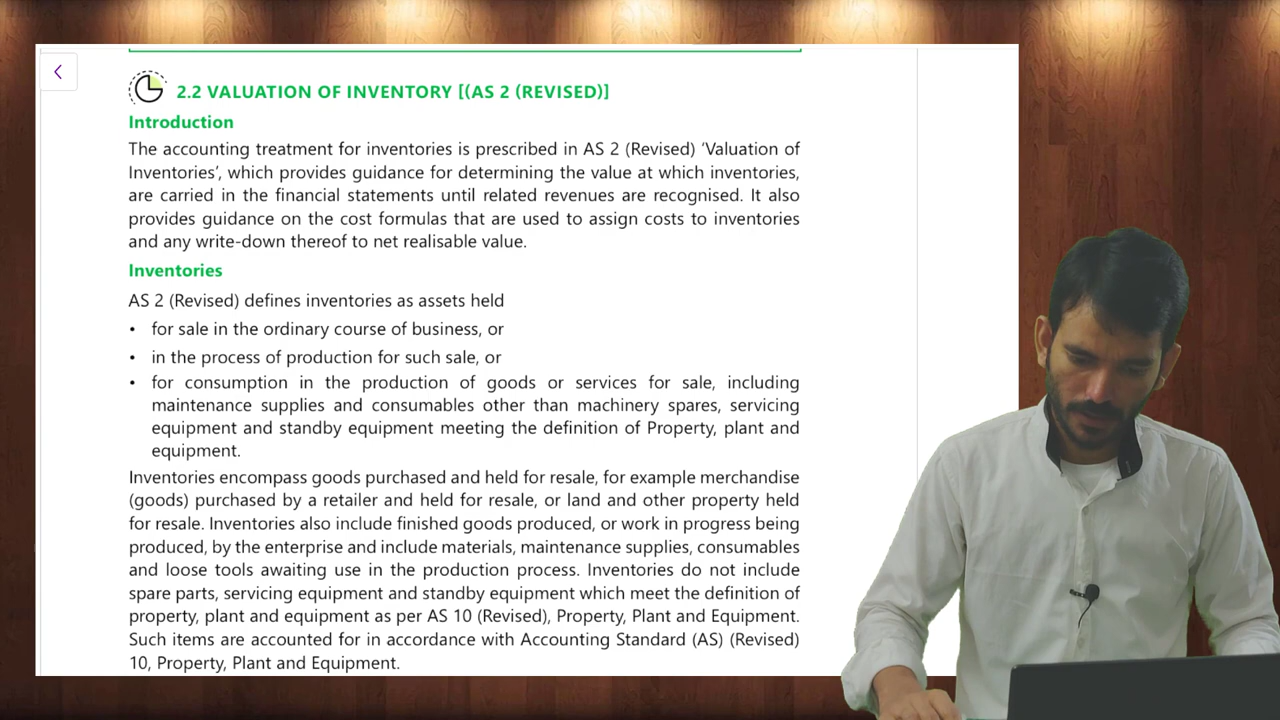 2.2 VALUATION OF INVENTORY [(AS 2 (REVISED)]
Introduction
The accounting treatment for inventories is prescribed in AS 2 (Revised) ‘Valuation of
Inventories’, which provides guidance for determining the value at which inventories,
are carried in the financial statements until related revenues are recognised. It also
provides guidance on the cost formulas that are used to assign costs to inventories
and any write-down thereof to net realisable value.
Inventories
AS 2 (Revised) defines inventories as assets held
• for sale in the ordinary course of business, or
• in the process of production for such sale, or
• for consumption in the production of goods or services for sale, including
maintenance supplies and consumables other than machinery spares, servicing
equipment and standby equipment meeting the definition of Property, plant and
equipment.
Inventories encompass goods purchased and held for resale, for example merchandise
(goods) purchased by a retailer and held for resale, or land and other property held
for resale. Inventories also include finished goods produced, or work in progress being
produced, by the enterprise and include materials, maintenance supplies, consumables
and loose tools awaiting use in the production process. Inventories do not include
spare parts, servicing equipment and standby equipment which meet the definition of
property, plant and equipment as per AS 10 (Revised), Property, Plant and Equipment.
Such items are accounted for in accordance with Accounting Standard (AS) (Revised)
10, Property, Plant and Equipment.